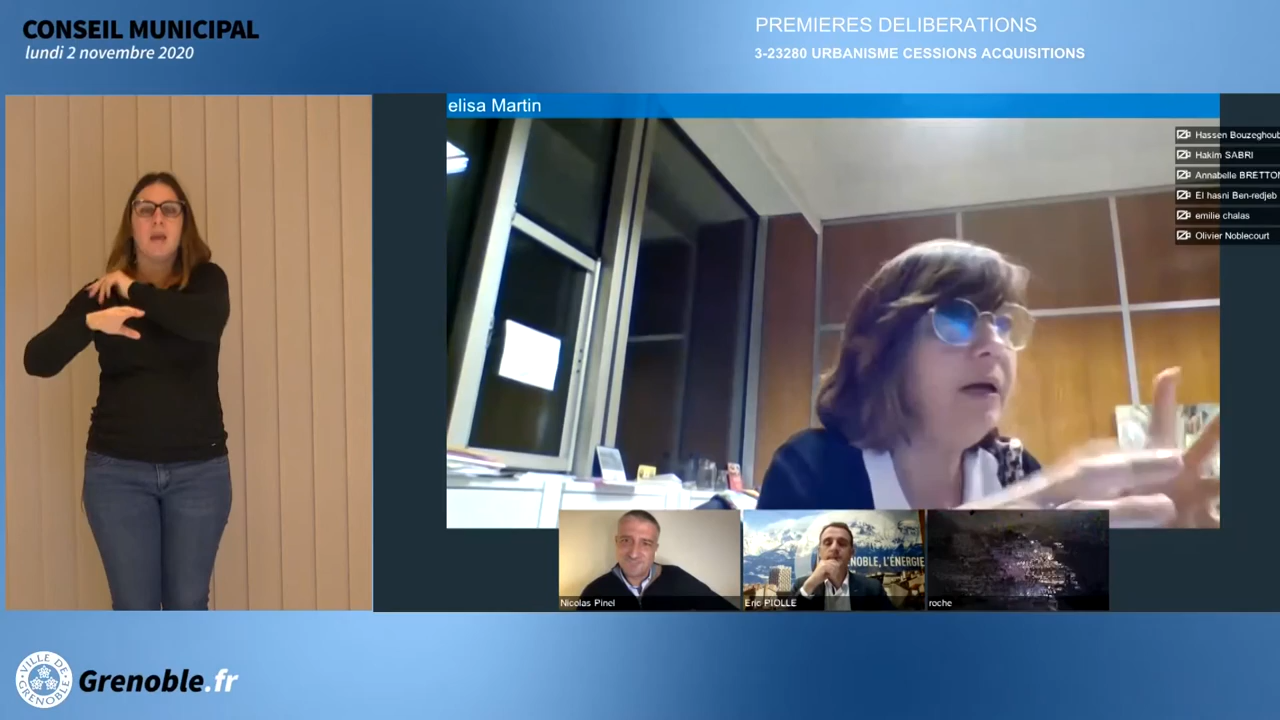 CONSEIL MUNICIPAL
lundi 2 novembre 2020
PREMIERES DELIBERATIONS
3-23280 URBANISME CESSIONS ACQUISITIONS
elisa Martin
Hassen Bouzeghoub
Hakim SABRI
Annabelle BRETTON
El hasni Ben-redjeb
emilie chalas
Olivier Noblecourt
NOBLE, L'ÉNERGIE
Nicolas Pinel
Eric PIOLLE
roche
VILLE DE GRENOBLE
Grenoble.fr